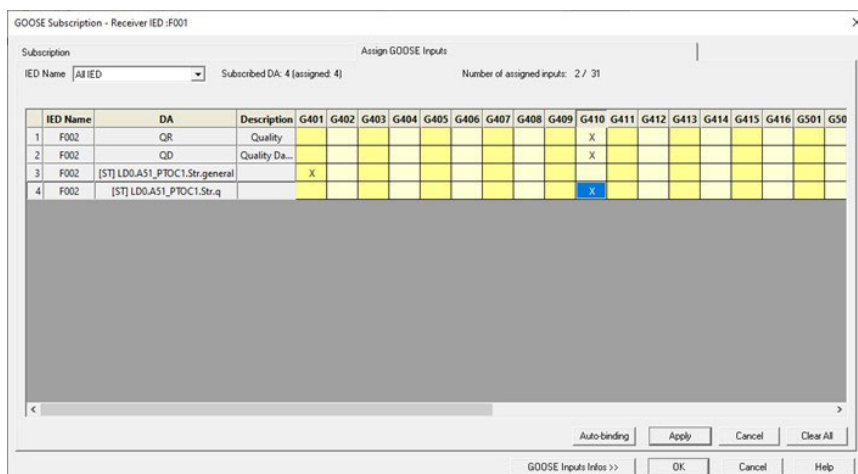 GOOSE Subscription - Receiver IED :F001
Subscription Assign GOOSE Inputs
IED Name All IED Subscribed DA: 4 (assigned: 4) Number of assigned inputs: 2 / 31
IED Name DA Description G401 G402 G403 G404 G405 G406 G407 G408 G409 G410 G411 G412 G413 G414 G415 G416 G501 G50
1 F002 QR Quality X
2 F002 QD Quality Da... X
3 F002 [ST] LD0.A51_PTOC1.Str.general X
4 F002 [ST] LD0.A51_PTOC1.Str.q X
Auto-binding Apply Cancel Clear All
GOOSE Inputs Infos >> OK Cancel Help